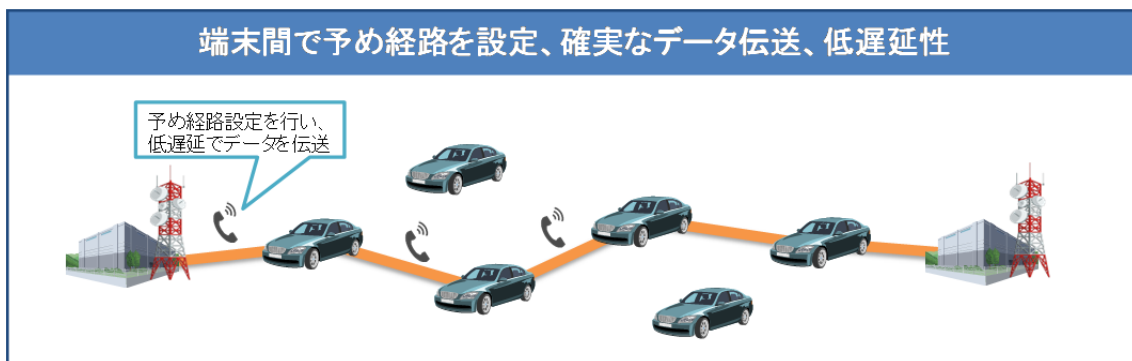 端末間で予め経路を設定、確実なデータ伝送、低遅延性
予め経路設定を行い、
低遅延でデータを伝送